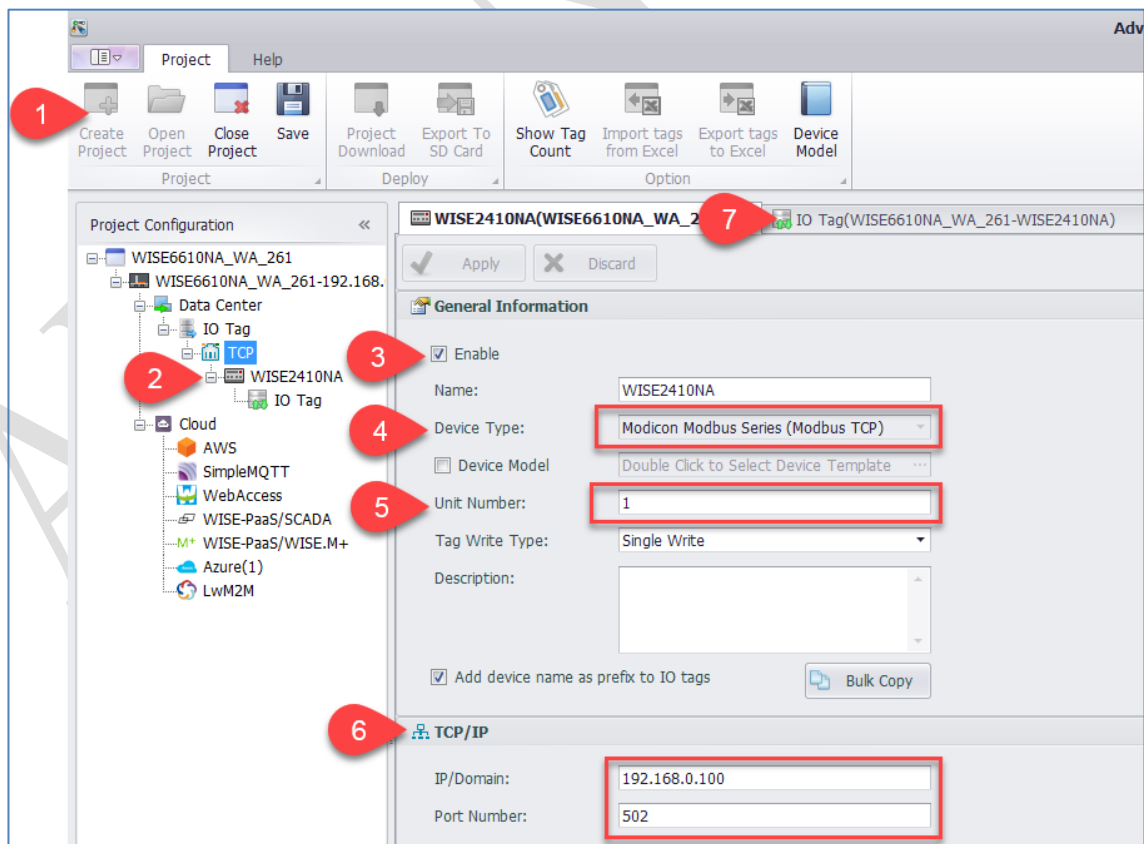 Adv
Project Help
1
Create Project
Open Project
Close Project
Save
Project Download
Export To SD Card
Show Tag Count
Import tags from Excel
Export tags to Excel
Device Model
Project
Deploy
Option
Project Configuration «
WISE6610NA_WA_261
WISE6610NA_WA_261-192.168.
Data Center
IO Tag
TCP
2
WISE2410NA
IO Tag
Cloud
AWS
SimpleMQTT
WebAccess
WISE-PaaS/SCADA
M+ WISE-PaaS/WISE.M+
Azure(1)
LwM2M
WISE2410NA(WISE6610NA_WA_2
7
IO Tag(WISE6610NA_WA_261-WISE2410NA)
Apply Discard
General Information
3
Enable
Name: WISE2410NA
4
Device Type: Modicon Modbus Series (Modbus TCP)
Device Model Double Click to Select Device Template ...
5
Unit Number: 1
Tag Write Type: Single Write
Description:
Add device name as prefix to IO tags Bulk Copy
6
TCP/IP
IP/Domain: 192.168.0.100
Port Number: 502